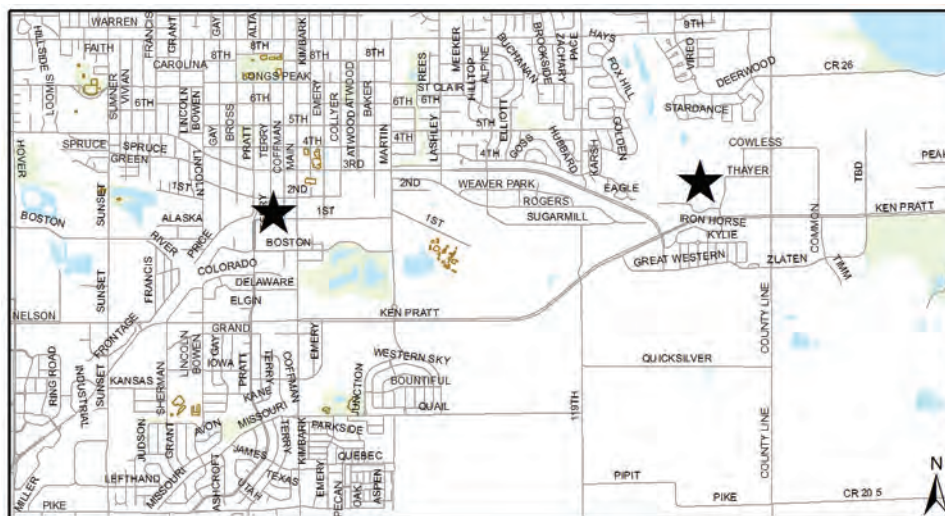 WARREN
FRANCIS
GRANT
GAY
ALTA
KIMBARK
9TH
HILLSIDE
FAITH
8TH
8TH
8TH
CAROLINA
LOOMIS
SUMNER
VIVIAN
LONGS PEAK
6TH
6TH
LINCOLN
BOWEN
GAY
BROSS
PRATT
TERRY
COFFMAN
MAIN
5TH
4TH
EMERY
COLLYER
ATWOOD
ATWOOD
BAKER
3RD
2ND
MARTIN
6TH
6TH
4TH
REES
ST CLAIR
LASHLEY
MEEKER
HILLTOP
ALPINE
5TH
4TH
BUCHANAN
BROOKSIDE
ZACHARY
PACE
ELLIOTT
GOSS
HUBBARD
HAYS
FOX HILL
GOLDEN
KARSH
EAGLE
VIREO
DEERWOOD
STARDANCE
CR 26
COWLESS
THAYER
TBD
PEAK
HOVER
SPRUCE
SPRUCE
GREEN
LINCOLN
1ST
SUNSET
ALASKA
BOSTON
RIVER
PRICE
1ST
BOSTON
2ND
1ST
WEAVER PARK
ROGERS
SUGARMILL
IRON HORSE
KYLIE
KEN PRATT
COMMON
GREAT WESTERN
ZLATEN
TIMM
COLORADO
FRANCIS
DELAWARE
ELGIN
SUNSET
NELSON
FRONTAGE
GRAND
KEN PRATT
EMERY
COUNTY LINE
RING ROAD
INDUSTRIAL
SUNSET
KANSAS
SHERMAN
LINCOLN
BOWEN
GAY
IOWA
PRATT
TERRY
COFFMAN
KANE
WESTERN SKY
BOUNTIFUL
JUNCTION
QUAIL
QUICKSILVER
119TH
JUDSON
GRANT
AVON
MISSOURI
MISSOURI
JAMES
TERRY
KIMBARK
PARKSIDE
QUEBEC
TEXAS
UTAH
ASHCROFT
EMERY
PECAN
OAK
ASPEN
COUNTY LINE
LEFTHAND
MILLER
PIKE
PIPIT
PIKE
CR 20 5
N